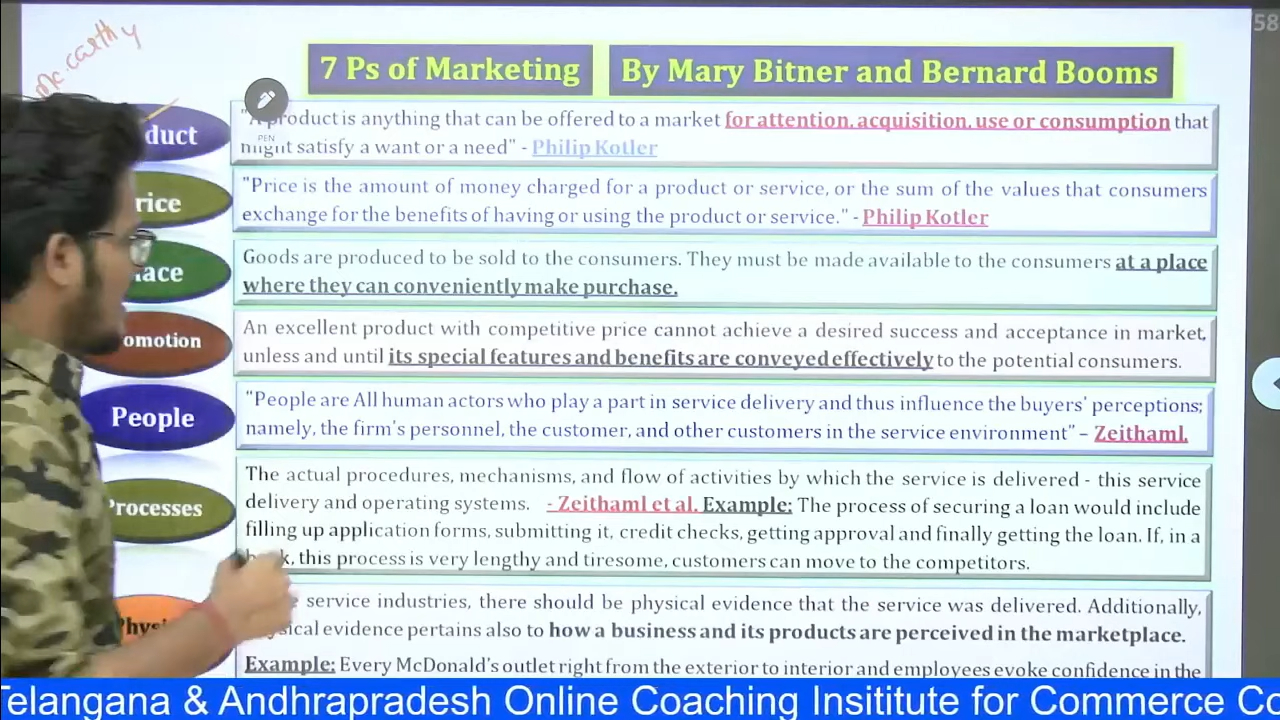 Mc.carthy
58
7 Ps of Marketing By Mary Bitner and Bernard Booms
PEN
duct
"A product is anything that can be offered to a market for attention, acquisition, use or consumption that
might satisfy a want or a need" - Philip Kotler
rice
"Price is the amount of money charged for a product or service, or the sum of the values that consumers
exchange for the benefits of having or using the product or service." - Philip Kotler
lace
Goods are produced to be sold to the consumers. They must be made available to the consumers at a place
where they can conveniently make purchase.
omotion
An excellent product with competitive price cannot achieve a desired success and acceptance in market,
unless and until its special features and benefits are conveyed effectively to the potential consumers.
People
"People are All human actors who play a part in service delivery and thus influence the buyers' perceptions;
namely, the firm's personnel, the customer, and other customers in the service environment" – Zeithaml.
Processes
The actual procedures, mechanisms, and flow of activities by which the service is delivered - this service
delivery and operating systems. - Zeithaml et al. Example: The process of securing a loan would include
filling up application forms, submitting it, credit checks, getting approval and finally getting the loan. If, in a
, this process is very lengthy and tiresome, customers can move to the competitors.
Physi
service industries, there should be physical evidence that the service was delivered. Additionally,
ysical evidence pertains also to how a business and its products are perceived in the marketplace.
Example: Every McDonald's outlet right from the exterior to interior and employees evoke confidence in the
Telangana & Andhrapradesh Online Coaching Insititute for Commerce Co